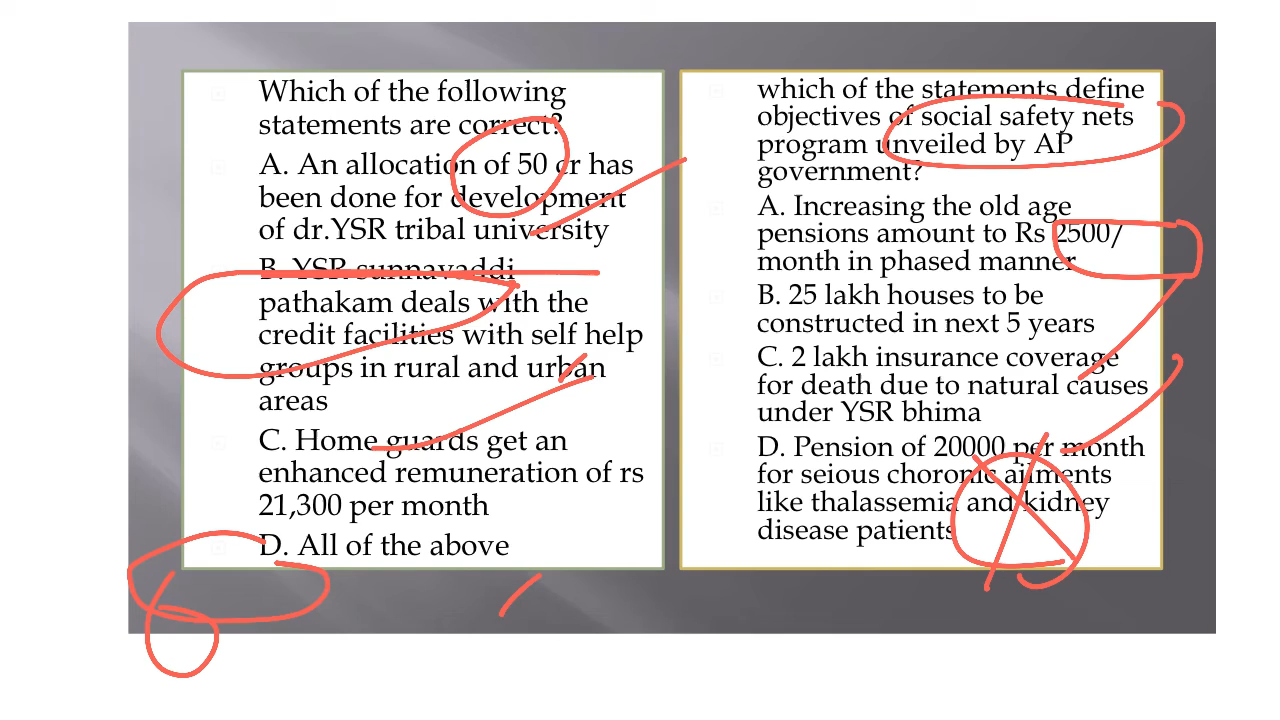 Which of the following
statements are correct?
A. An allocation of 50 cr has
been done for development
of dr.YSR tribal university
B. YSR sunnavaddi
pathakam deals with the
credit facilities with self help
groups in rural and urban
areas
C. Home guards get an
enhanced remuneration of rs
21,300 per month
D. All of the above
which of the statements define
objectives of social safety nets
program unveiled by AP
government?
A. Increasing the old age
pensions amount to Rs 2500/
month in phased manner
B. 25 lakh houses to be
constructed in next 5 years
C. 2 lakh insurance coverage
for death due to natural causes
under YSR bhima
D. Pension of 20000 per month
for seious choronic ailments
like thalassemia and kidney
disease patients